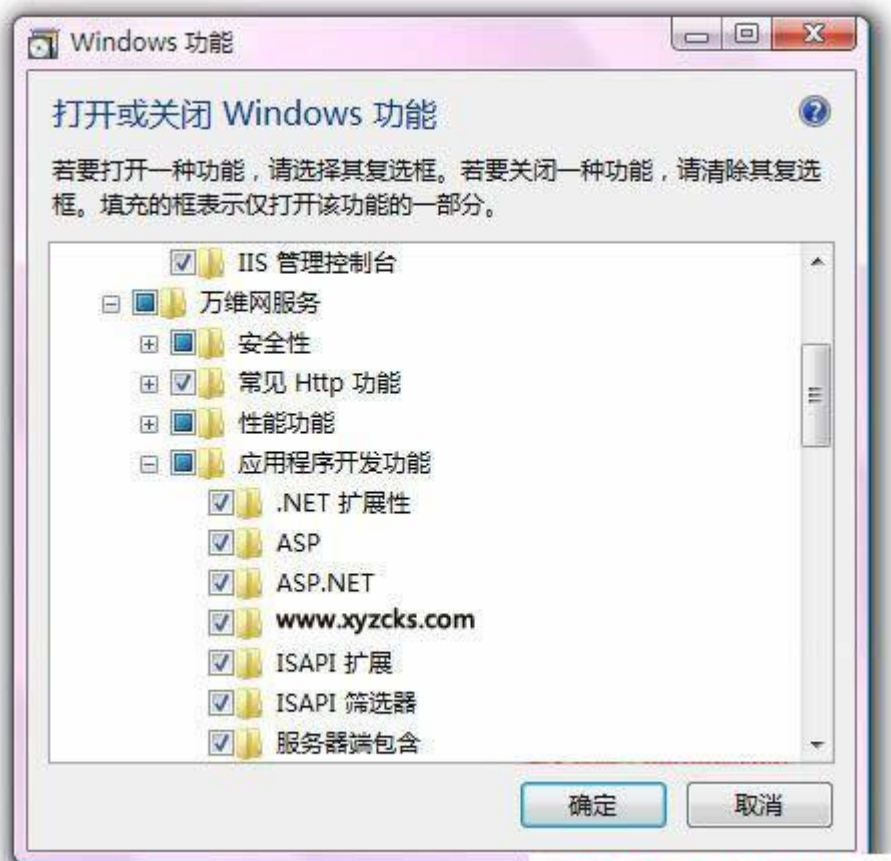 Windows 功能
打开或关闭 Windows 功能
若要打开一种功能，请选择其复选框。若要关闭一种功能，请清除其复选
框。填充的框表示仅打开该功能的一部分。
IIS 管理控制台
万维网服务
安全性
常见 Http 功能
性能功能
应用程序开发功能
.NET 扩展性
ASP
ASP.NET
www.xyzcks.com
ISAPI 扩展
ISAPI 筛选器
服务器端包含
确定 取消